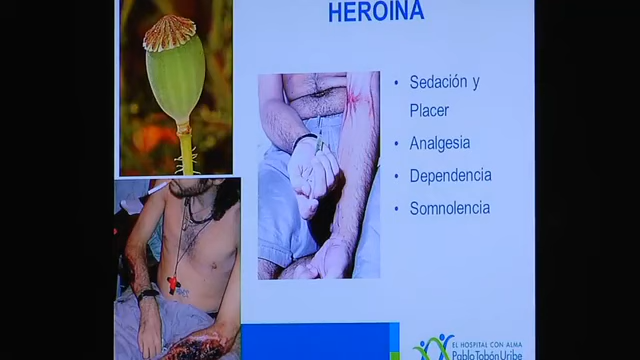 HEROINA
• Sedación y
Placer
• Analgesia
• Dependencia
• Somnolencia
EL HOSPITAL CON ALMA
Pablo Tobón Uribe